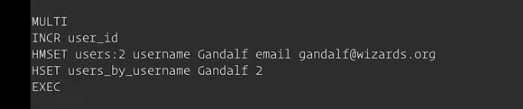 MULTI
INCR user_id
HMSET users:2 username Gandalf email gandalf@wizards.org
HSET users_by_username Gandalf 2
EXEC